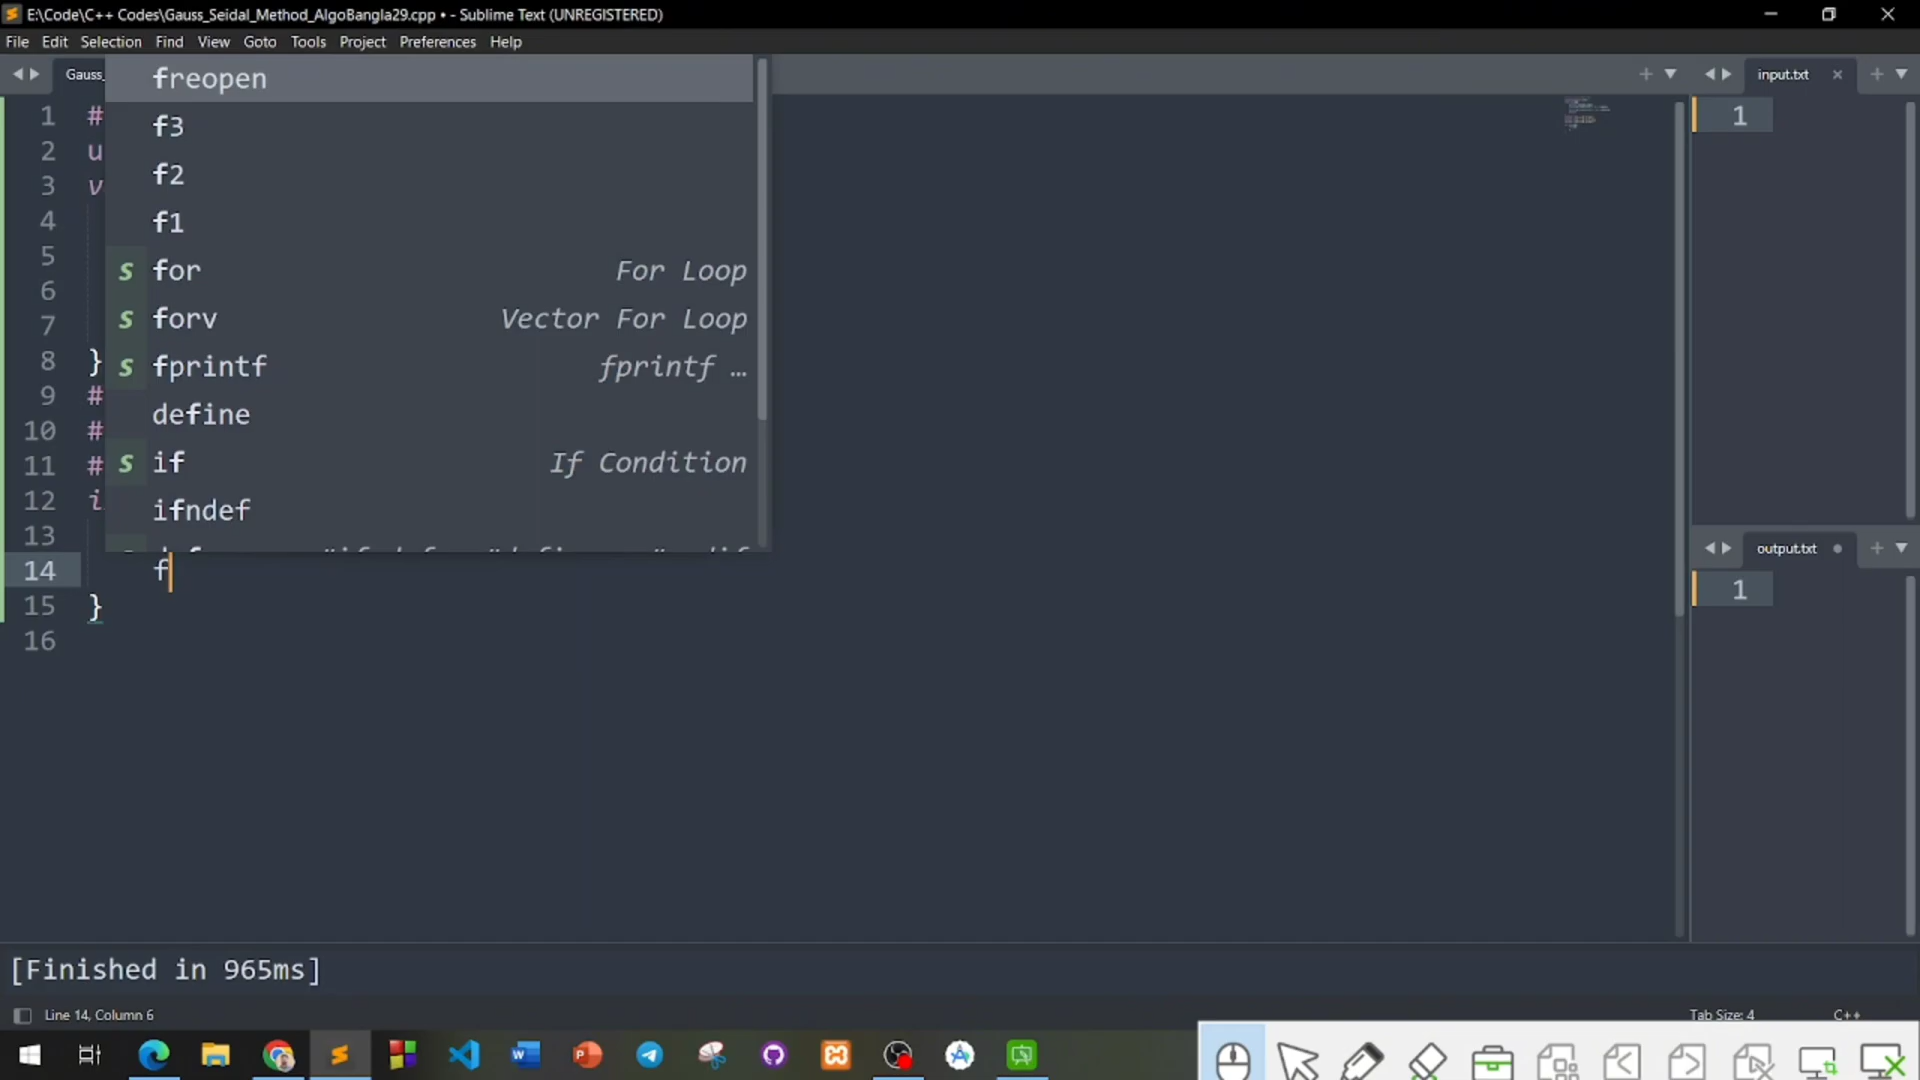 E:\Code\C++ Codes\Gauss_Seidal_Method_AlgoBangla29.cpp • - Sublime Text (UNREGISTERED)
File Edit Selection Find View Goto Tools Project Preferences Help
Gauss_
input.txt
freopen
f3
f2
f1
for For Loop
forv Vector For Loop
fprintf fprintf …
define
if If Condition
ifndef
1 #
2 u
3 v
4
5
6
7
8 }
9 #
10 #
11 #
12 i
13
14 f
15 }
16
1
output.txt
1
[Finished in 965ms]
Line 14, Column 6
Tab Size: 4
C++